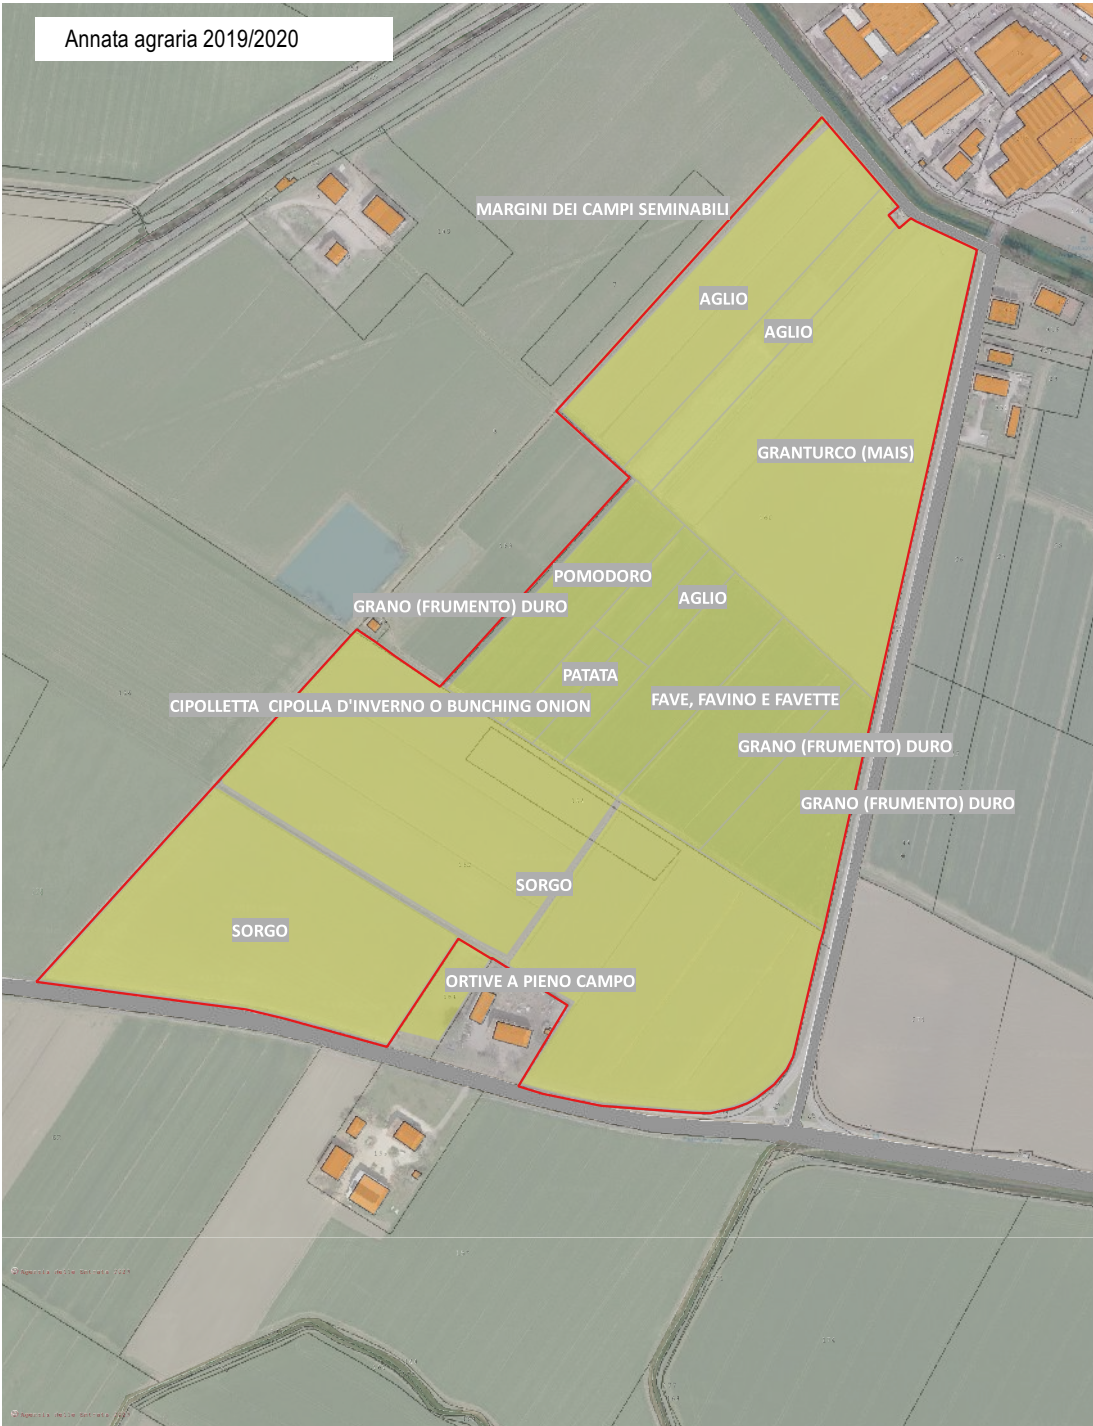 Annata agraria 2019/2020
MARGINI DEI CAMPI SEMINABILI
AGLIO
AGLIO
GRANTURCO (MAIS)
POMODORO
AGLIO
GRANO (FRUMENTO) DURO
PATATA
FAVE, FAVINO E FAVETTE
CIPOLLETTA CIPOLLA D'INVERNO O BUNCHING ONION
GRANO (FRUMENTO) DURO
GRANO (FRUMENTO) DURO
SORGO
SORGO
ORTIVE A PIENO CAMPO